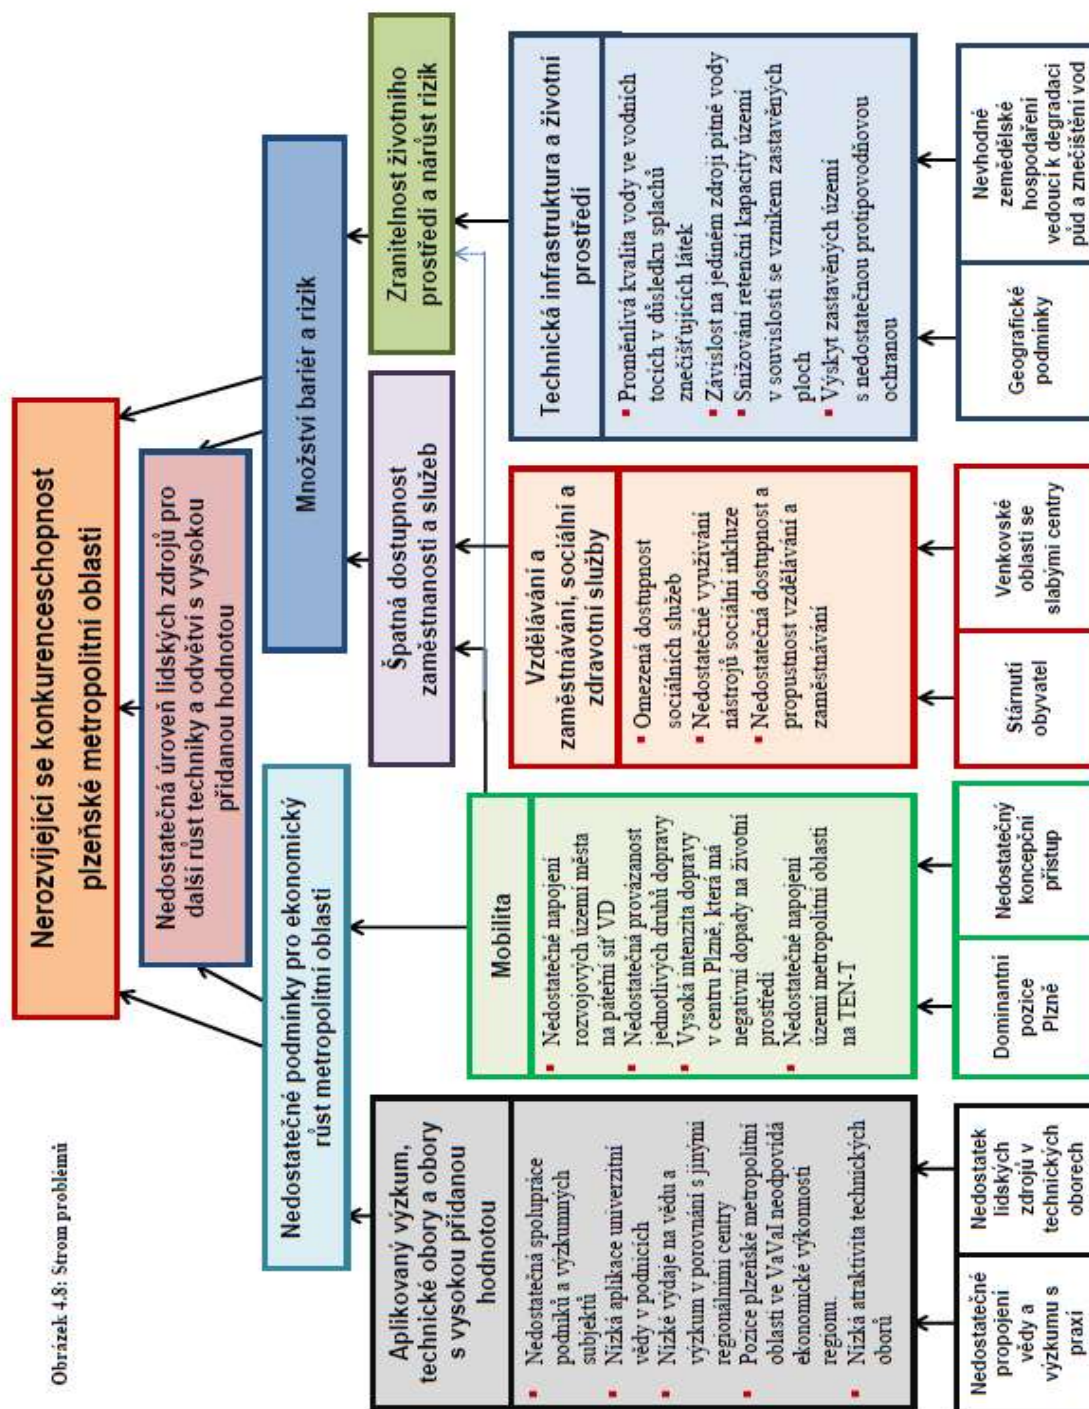 Obrázek 4.8: Strom problémů
Nerozvíjející se konkurenceschopnost
plzeňské metropolitní oblasti
Nedostatečná úroveň lidských zdrojů pro
další růst techniky a odvětví s vysokou
přidanou hodnotou
Nedostatečné podmínky pro ekonomický
růst metropolitní oblasti
Množství bariér a rizik
Aplikovaný výzkum,
technické obory a obory
s vysokou přidanou
hodnotou
Špatná dostupnost
zaměstnanosti a služeb
Zranitelnost životního
prostředí a nárůst rizik
Nedostatečná spolupráce
podniků a výzkumných
subjektů
Nízká aplikace univerzitní
vědy v podnicích
Nízké výdaje na vědu a
výzkum v porovnání s jinými
regionálními centry
Pozice plzeňské metropolitní
oblasti ve VaVaI neodpovídá
ekonomické výkonnosti
regionu.
Nízká atraktivita technických
oborů
Mobilita
Nedostatečné napojení
rozvojových území města
na páteřní síť VD
Nedostatečná provázanost
jednotlivých druhů dopravy
Vysoká intenzita dopravy
v centru Plzně, která má
negativní dopady na životní
prostředí
Nedostatečné napojení
území metropolitní oblasti
na TEN-T
Vzdělávání a
zaměstnávání, sociální a
zdravotní služby
Omezená dostupnost
sociálních služeb
Nedostatečné využívání
nástrojů sociální inkluze
Nedostatečná dostupnost a
propustnost vzdělávání a
zaměstnávání
Technická infrastruktura a životní
prostředí
Proměnlivá kvalita vody ve vodních
tocích v důsledku splachů
znečišťujících látek
Závislost na jediném zdroji pitné vody
Snižování retenční kapacity území
v souvislosti se vznikem zastavěných
ploch
Výskyt zastavěných území
s nedostatečnou protipovodňovou
ochranou
Nedostatečné
propojení
vědy a
výzkumu s
praxí
Nedostatek
lidských
zdrojů v
technických
oborech
Dominantní
pozice
Plzně
Nedostatečný
koncepční
přístup
Stárnutí
obyvatel
Venkovské
oblasti se
slabými centry
Geografické
podmínky
Nevhodné
zemědělské
hospodaření
vedoucí k degradaci
půd a znečištění vod